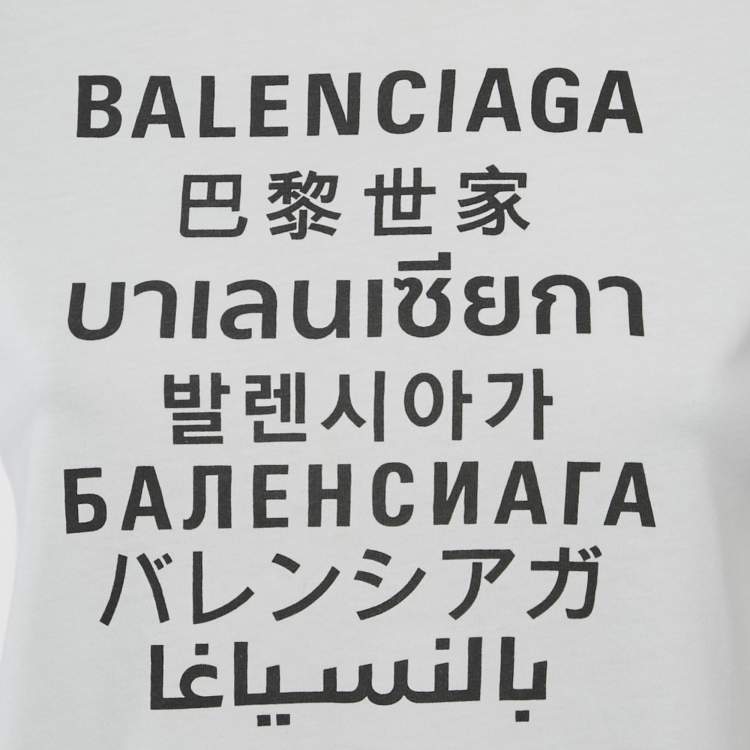 BALENCIAGA
巴黎世家
บาเลนเซียกา
발렌시아가
БАЛЕНСИАГА
バレンシアガ
بالنسياغا